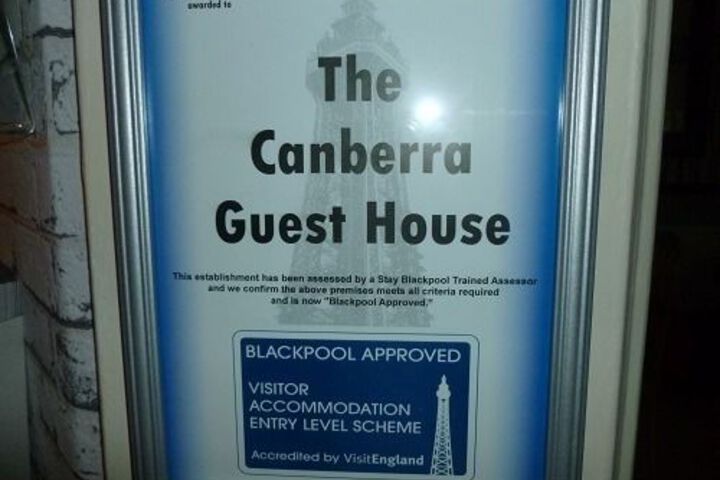 awarded to
The
Canberra
Guest House
This establishment has been assessed by a Stay Blackpool Trained Assessor
and we confirm the above premises meets all criteria required
and is now "Blackpool Approved."
BLACKPOOL APPROVED
VISITOR
ACCOMMODATION
ENTRY LEVEL SCHEME
Accredited by VisitEngland